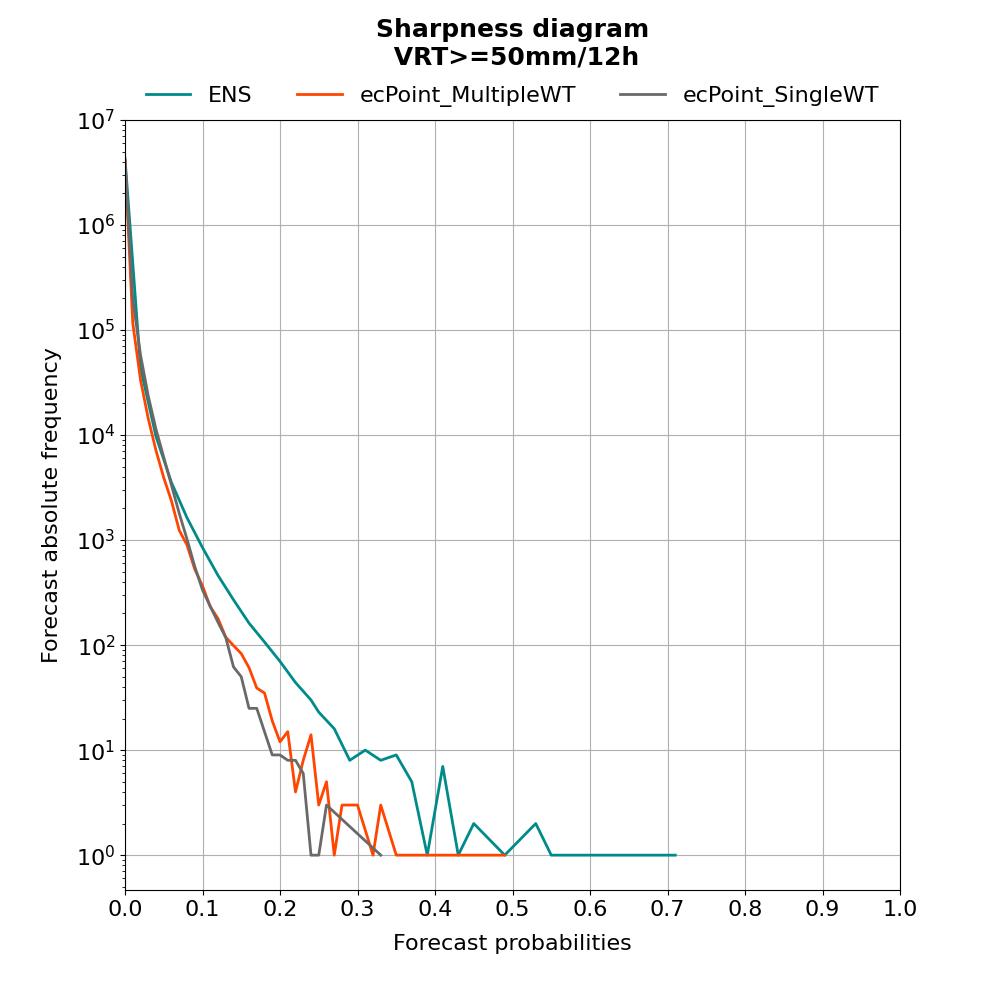 Sharpness diagram
VRT>=50mm/12h
ENS ecPoint_MultipleWT ecPoint_SingleWT
10⁷
10⁶
10⁵
10⁴
10³
10²
10¹
10⁰
Forecast absolute frequency
0.0 0.1 0.2 0.3 0.4 0.5 0.6 0.7 0.8 0.9 1.0
Forecast probabilities